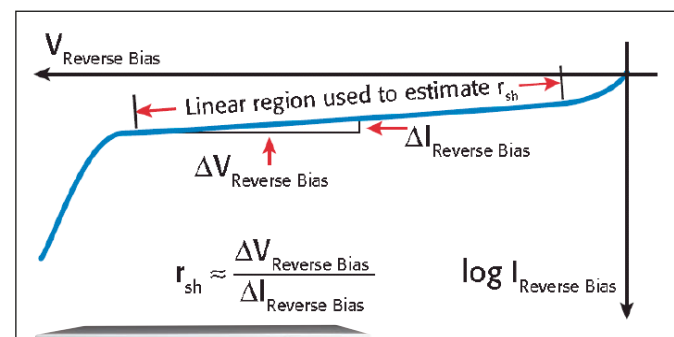 V Reverse Bias
Linear region used to estimate r sh
ΔI Reverse Bias
ΔV Reverse Bias
r sh ≈ ΔV Reverse Bias
ΔI Reverse Bias
log I Reverse Bias